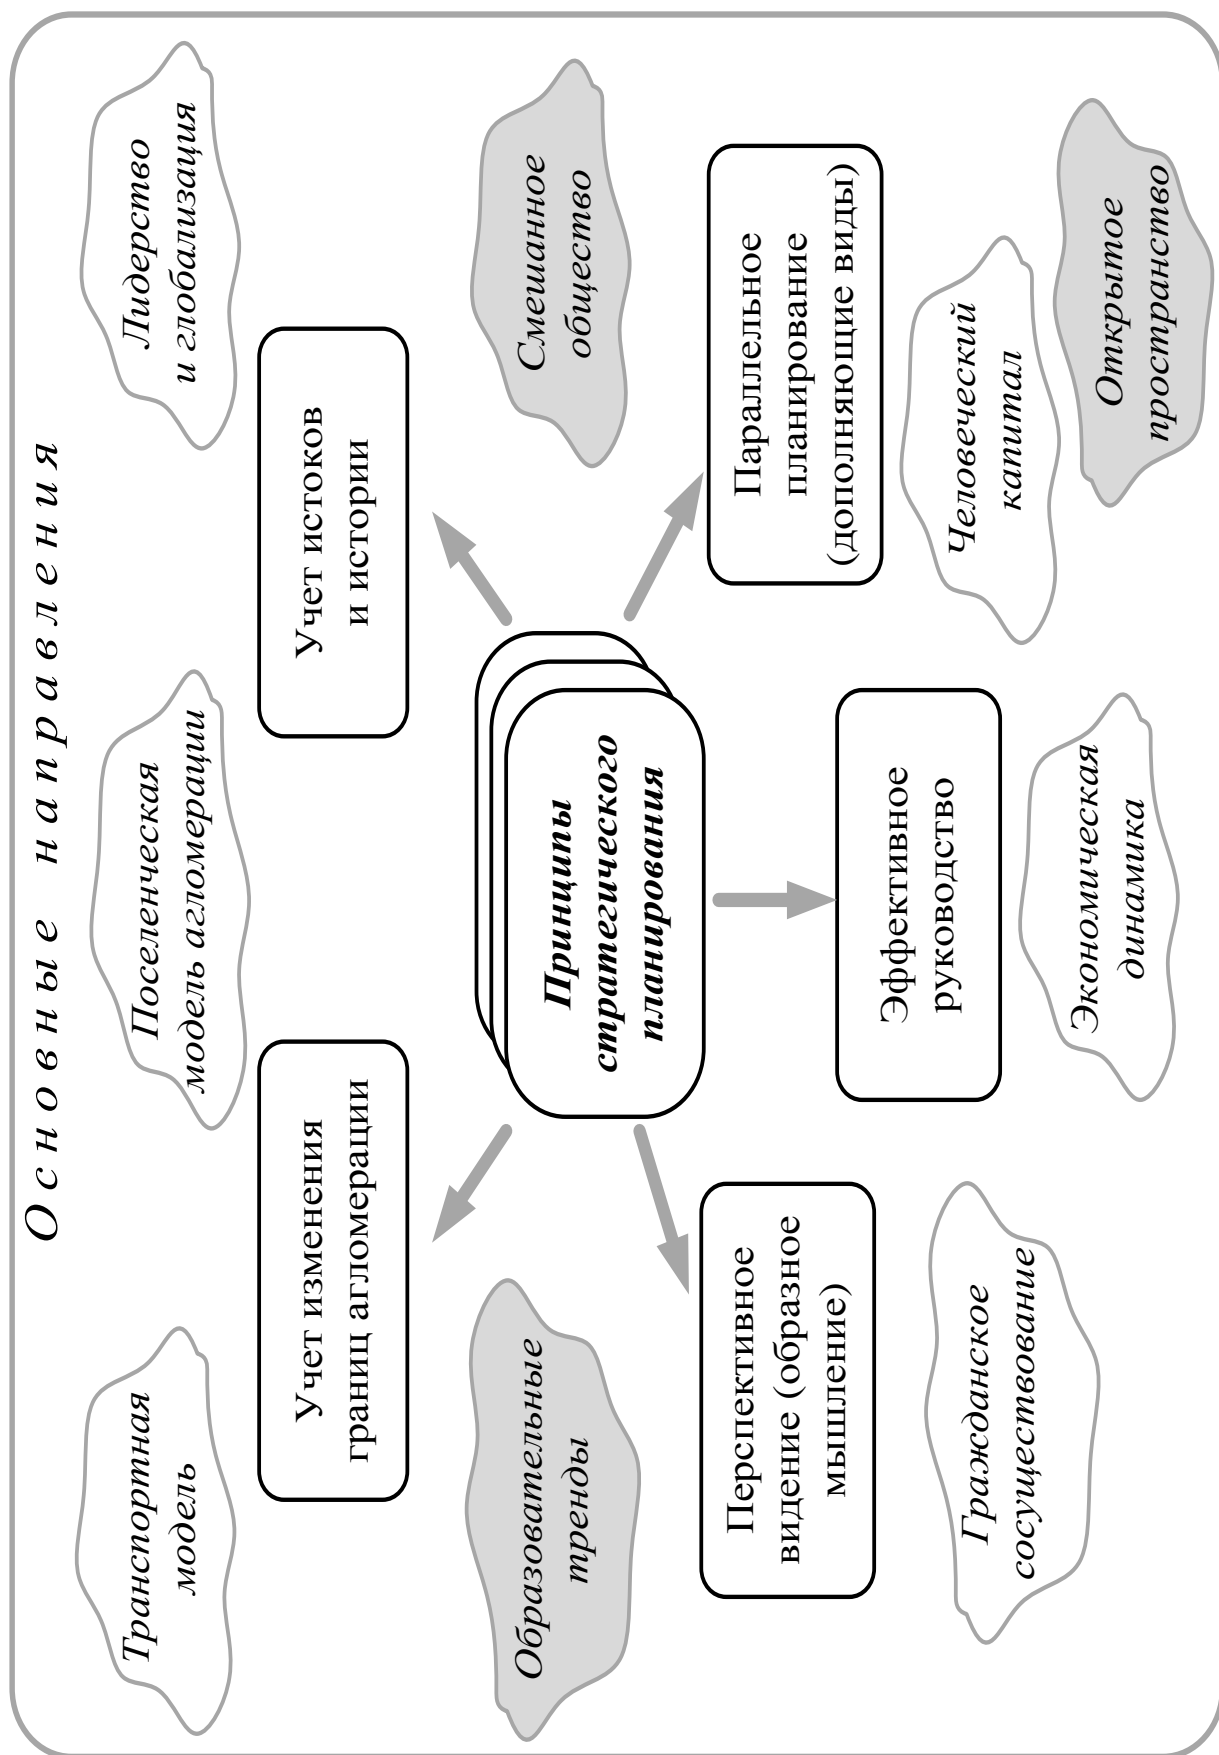 Основные направления
Транспортная
модель
Поселенческая
модель агломерации
Лидерство
и глобализация
Учет изменения
границ агломерации
Учет истоков
и истории
Образовательные
тренды
Принципы
стратегического
планирования
Смешанное
общество
Перспективное
видение (образное
мышление)
Эффективное
руководство
Параллельное
планирование
(дополняющие виды)
Гражданское
сосуществование
Экономическая
динамика
Человеческий
капитал
Открытое
пространство